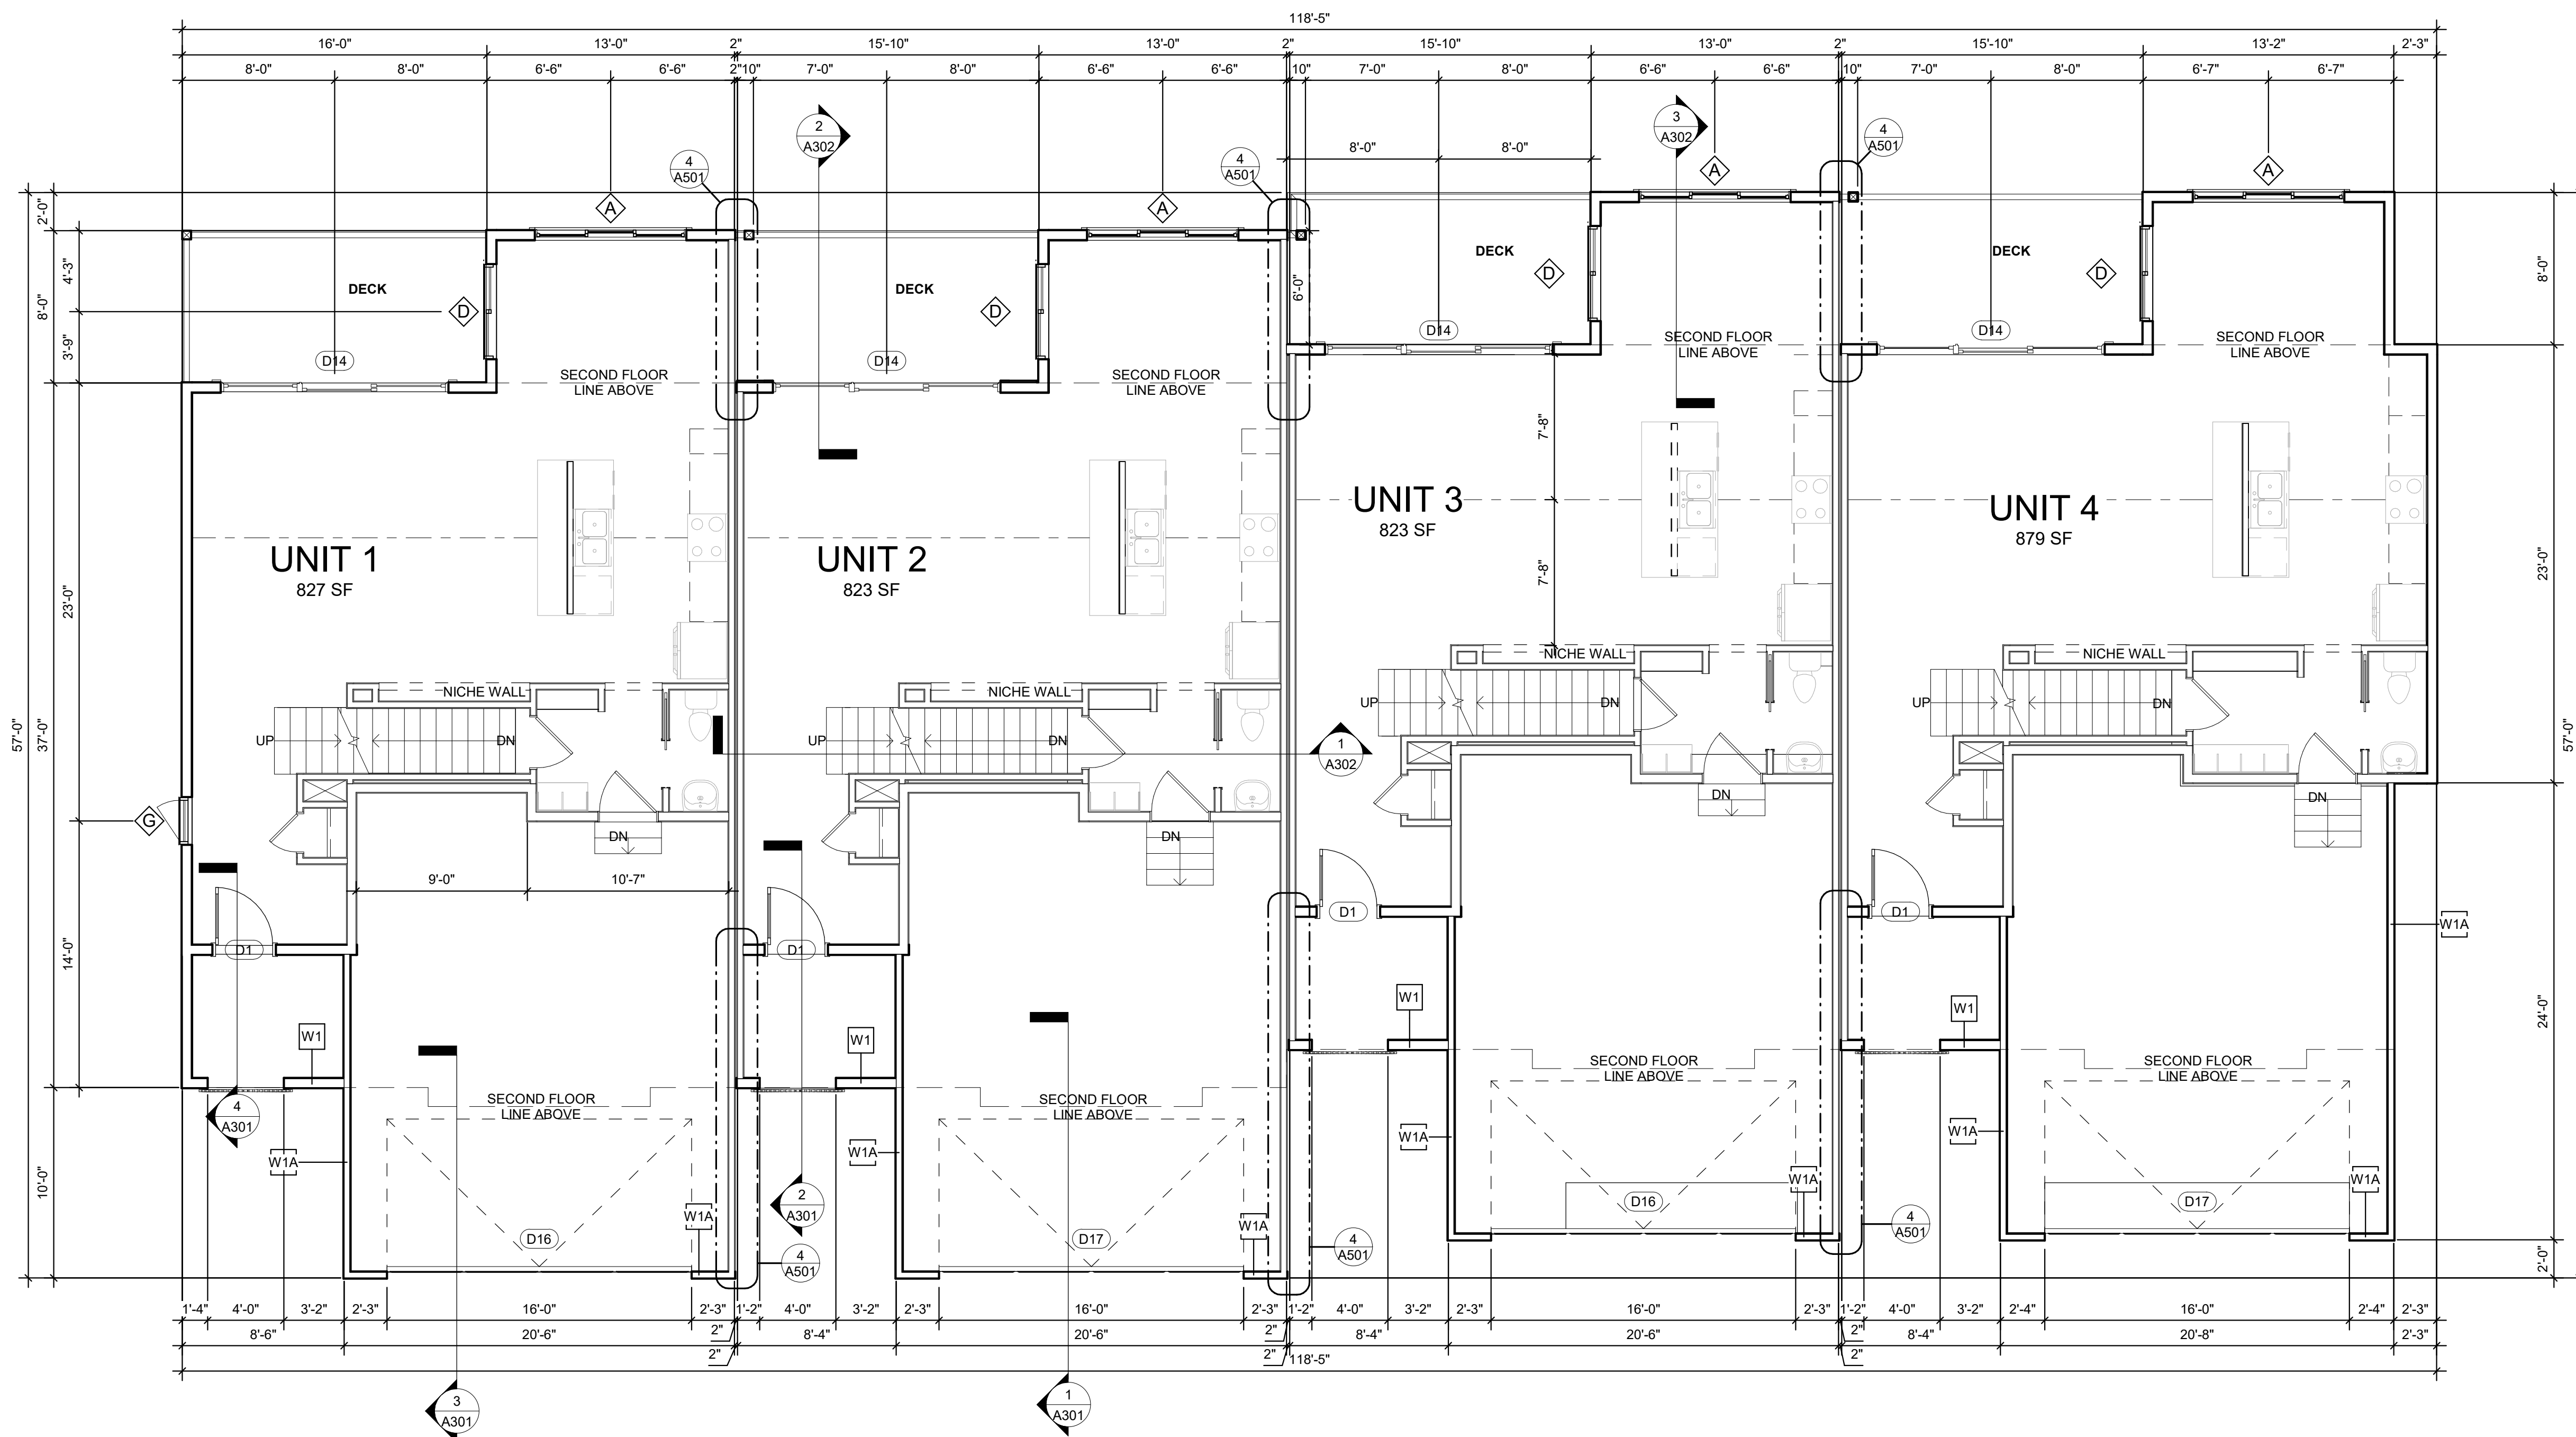 118'-5"
16'-0" 13'-0" 2" 15'-10" 13'-0" 2" 15'-10" 13'-0" 2" 15'-10" 13'-2" 2'-3"
8'-0" 8'-0" 6'-6" 6'-6" 2" 10" 7'-0" 8'-0" 6'-6" 6'-6" 10" 7'-0" 8'-0" 6'-6" 6'-6" 10" 7'-0" 8'-0" 6'-7" 6'-7"
2
A302
3
A302
4
A501
4
A501
4
A501
8'-0" 8'-0"
A A A A
2'-0"
4'-3"
8'-0"
3'-9"
6'-0"
8'-0"
DECK DECK DECK DECK
D D D D
D14 D14 D14 D14
SECOND FLOOR
LINE ABOVE
SECOND FLOOR
LINE ABOVE
SECOND FLOOR
LINE ABOVE
SECOND FLOOR
LINE ABOVE
7'-8"
7'-8"
UNIT 1
827 SF
UNIT 2
823 SF
UNIT 3
823 SF
UNIT 4
879 SF
23'-0"
23'-0"
57'-0"
37'-0"
57'-0"
NICHE WALL NICHE WALL NICHE WALL NICHE WALL
UP DN UP DN UP DN UP DN
1
A302
DN DN DN DN
G
9'-0" 10'-7"
14'-0"
D1 D1 D1 D1
W1A
W1 W1 W1 W1
24'-0"
SECOND FLOOR
LINE ABOVE
SECOND FLOOR
LINE ABOVE
SECOND FLOOR
LINE ABOVE
SECOND FLOOR
LINE ABOVE
4
A301
W1A W1A W1A W1A
10'-0"
2
A301
W1A W1A W1A W1A
D16 D17 D16 D17
4
A501
4
A501
4
A501
2'-0"
1'-4" 4'-0" 3'-2" 2'-3" 16'-0" 2'-3" 1'-2" 4'-0" 3'-2" 2'-3" 16'-0" 2'-3" 1'-2" 4'-0" 3'-2" 2'-3" 16'-0" 2'-3" 1'-2" 4'-0" 3'-2" 2'-4" 16'-0" 2'-4" 2'-3"
8'-6" 20'-6" 2" 8'-4" 20'-6" 2" 8'-4" 20'-6" 2" 8'-4" 20'-8" 2'-3"
2" 2" 118'-5" 2"
3
A301
1
A301